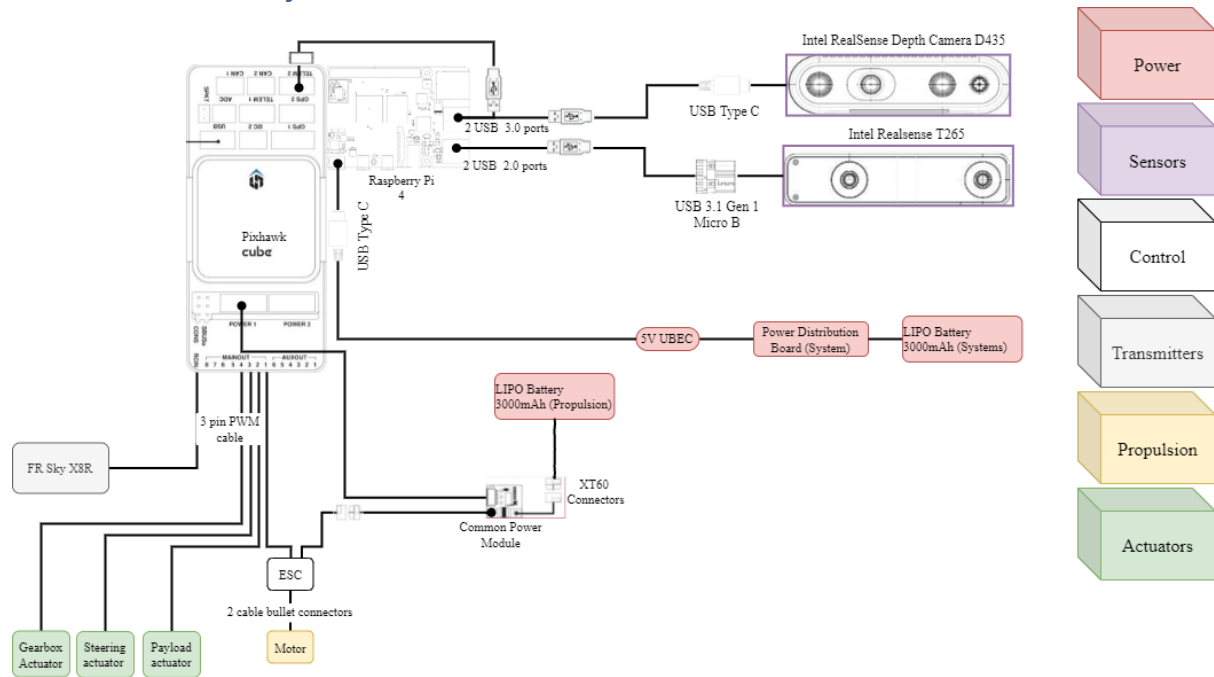 Intel RealSense Depth Camera D435
USB Type C
2 USB 3.0 ports
Intel Realsense T265
2 USB 2.0 ports
USB 3.1 Gen 1
Micro B
Raspberry Pi
4
USB Type C
CAN 1
CAN 2
TELEM 2
SPKT
ADC
TELEM 1
GPS 2
USB
I2C 2
GPS 1
Pixhawk
cube
POWER 1
POWER 2
SBUSo
CONS
RCIN
MAINOUT
AUXOUT
8 7 6 5 4 3 2 1 6 5 4 3 2 1
5V UBEC
Power Distribution
Board (System)
LIPO Battery
3000mAh (Systems)
LIPO Battery
3000mAh (Propulsion)
3 pin PWM
cable
FR Sky X8R
XT60
Connectors
Common Power
Module
ESC
2 cable bullet connectors
Gearbox
Actuator
Steering
actuator
Payload
actuator
Motor
Power
Sensors
Control
Transmitters
Propulsion
Actuators